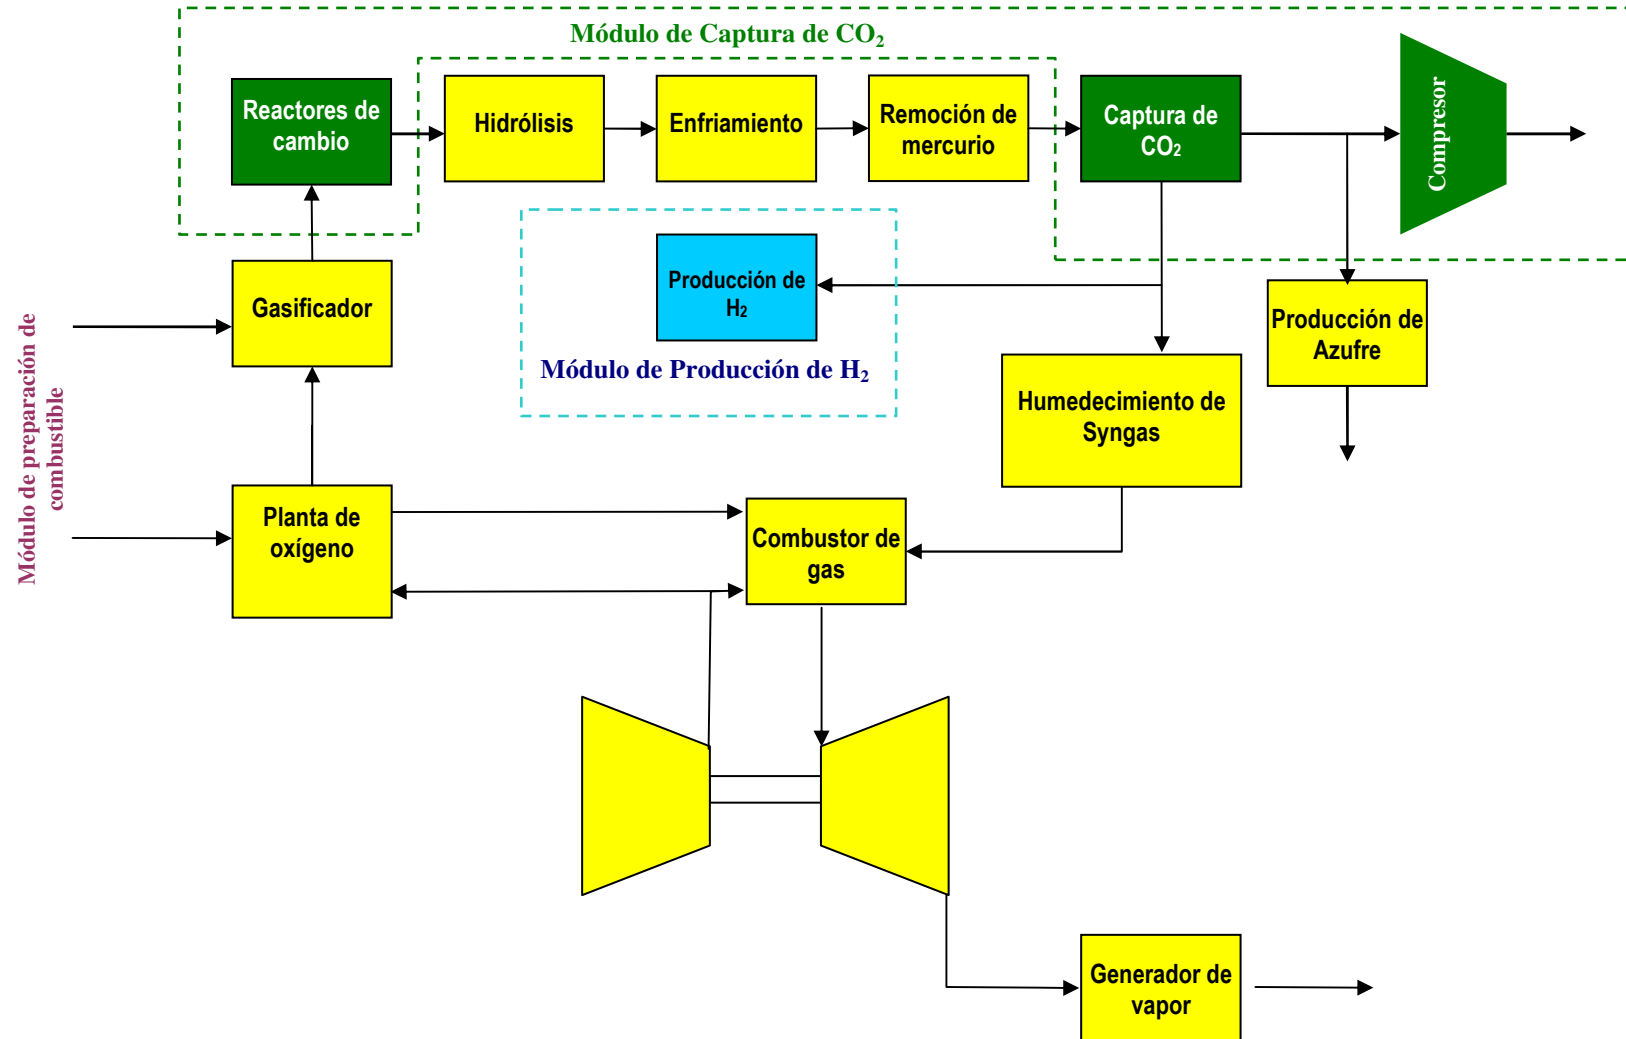 Módulo de Captura de CO₂
Reactores de
cambio
Hidrólisis
Enfriamiento
Remoción de
mercurio
Captura de
CO₂
Compresor
Gasificador
Producción de
H₂
Módulo de Producción de H₂
Producción de
Azufre
Módulo de preparación de
combustible
Humedecimiento de
Syngas
Planta de
oxígeno
Combustor de
gas
Generador de
vapor